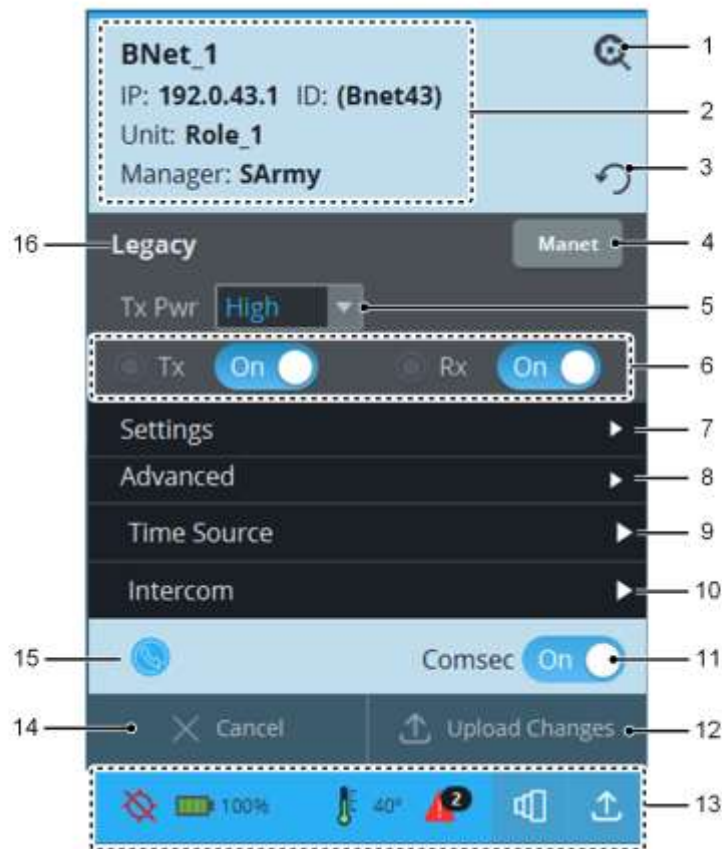 BNet_1
1
IP: 192.0.43.1 ID: (Bnet43)
2
Unit: Role_1
Manager: SArmy
3
16
Legacy
Manet
4
Tx Pwr High
5
Tx On Rx On
6
Settings
7
Advanced
8
Time Source
9
Intercom
10
15
Comsec On
11
14
Cancel
Upload Changes
12
100% 40° 2
13